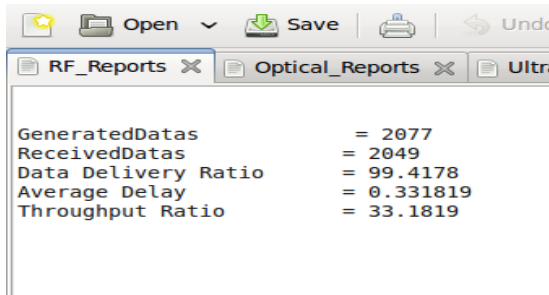 Open Save Undo
RF_Reports Optical_Reports Ultr
GeneratedDatas = 2077
ReceivedDatas = 2049
Data Delivery Ratio = 99.4178
Average Delay = 0.331819
Throughput Ratio = 33.1819